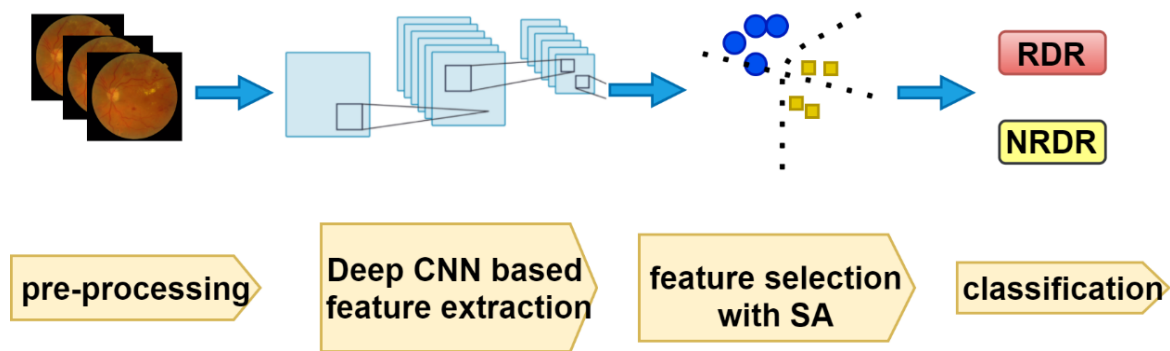 RDR
NRDR
pre-processing
Deep CNN based
feature extraction
feature selection
with SA
classification